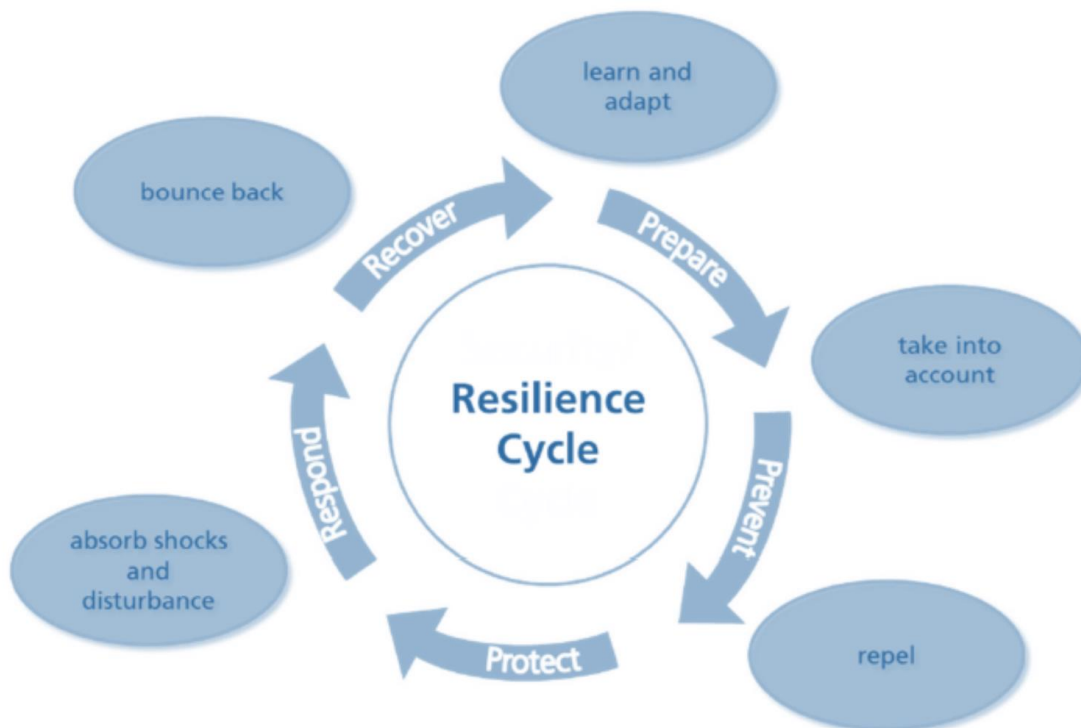 learn and
adapt
bounce back
Recover
Prepare
take into
account
Resilience
Cycle
Prevent
Respond
absorb shocks
and
disturbance
Protect
repel